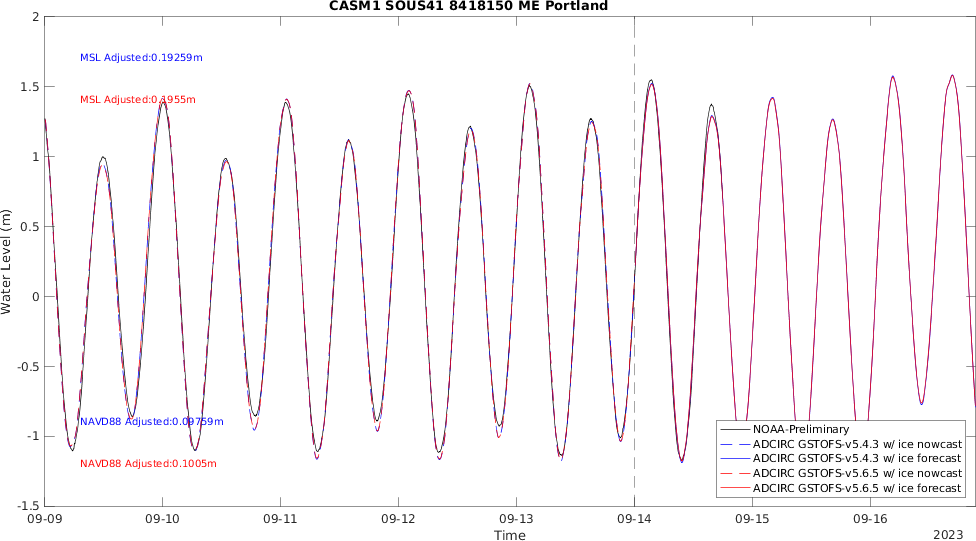 CASM1 SOUS41 8418150 ME Portland
2
1.5
1
0.5
0
-0.5
-1
-1.5
Water Level (m)
MSL Adjusted:0.19259m
MSL Adjusted:0.1955m
NAVD88 Adjusted:0.09759m
NAVD88 Adjusted:0.1005m
NOAA-Preliminary
ADCIRC GSTOFS-v5.4.3 w/ ice nowcast
ADCIRC GSTOFS-v5.4.3 w/ ice forecast
ADCIRC GSTOFS-v5.6.5 w/ ice nowcast
ADCIRC GSTOFS-v5.6.5 w/ ice forecast
09-09 09-10 09-11 09-12 09-13 09-14 09-15 09-16
Time
2023